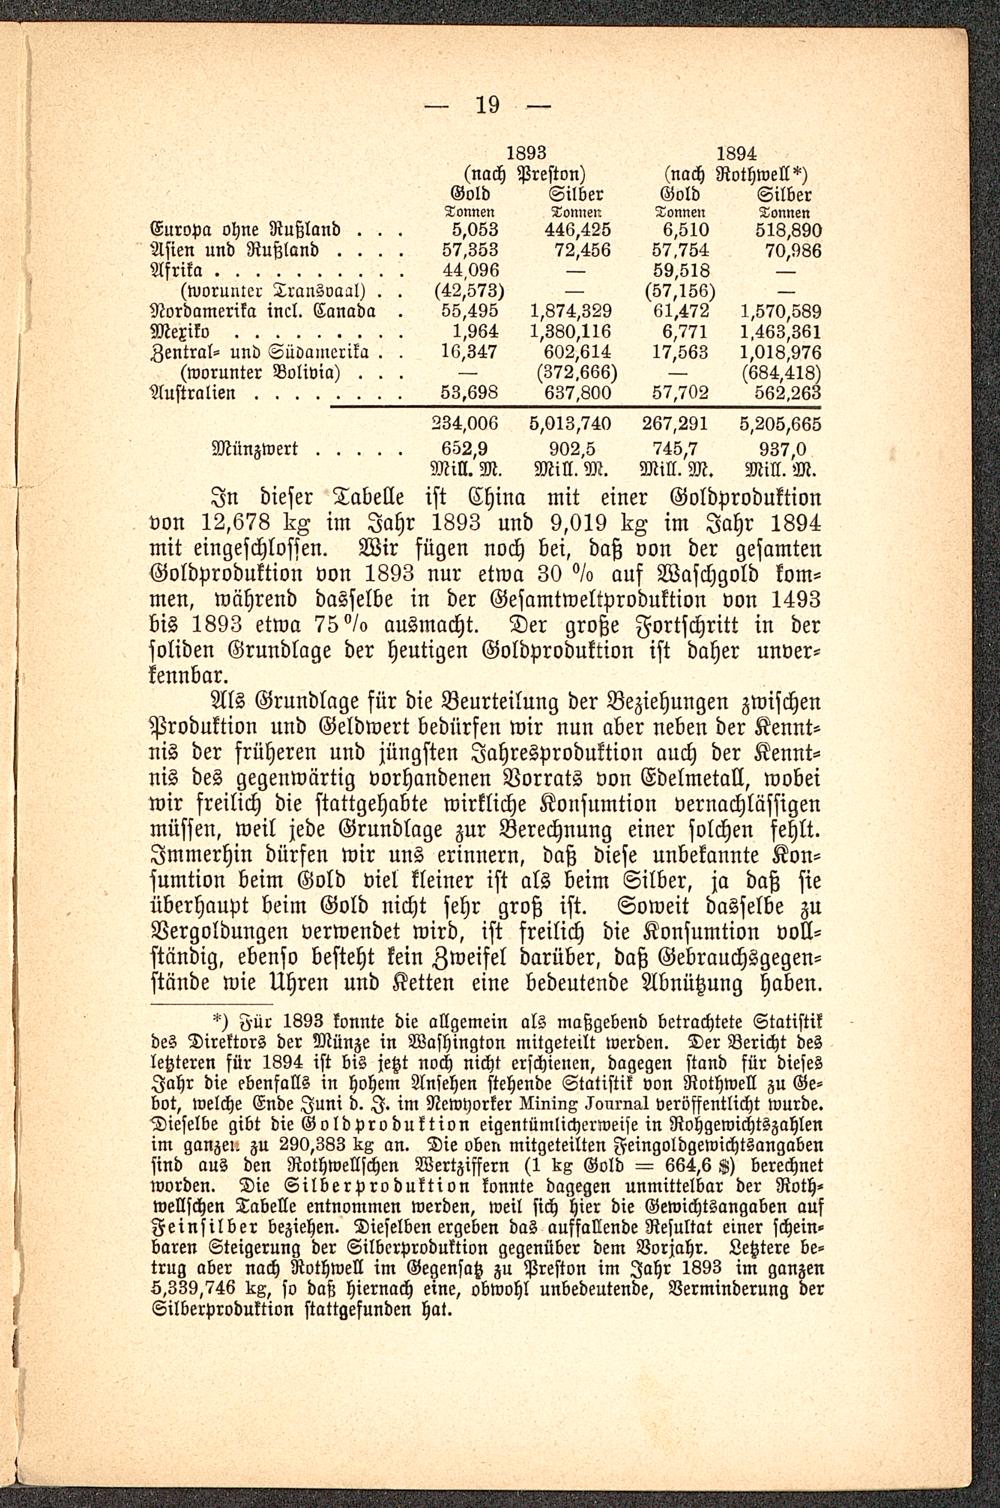 — 19 —
1893 1894
(nach Preston) (nach Rothwell*)
Gold Silber Gold Silber
Tonnen Tonnen Tonnen Tonnen
Europa ohne Rußland . . . 5,053 446,425 6,510 518,890
Asien und Rußland . . . . 57,353 72,456 57,754 70,986
Afrika . . . . . . . . . . 44,096 — 59,518 —
(worunter Transvaal) . . (42,573) — (57,156) —
Nordamerika incl. Canada . 55,495 1,874,329 61,472 1,570,589
Mexiko . . . . . . . . . 1,964 1,380,116 6,771 1,463,361
Zentral- und Südamerika . . 16,347 602,614 17,563 1,018,976
(worunter Bolivia) . . . — (372,666) — (684,418)
Australien . . . . . . . . 53,698 637,800 57,702 562,263
234,006 5,013,740 267,291 5,205,665
Münzwert . . . . . 652,9 902,5 745,7 937,0
Mill. M. Mill. M. Mill. M. Mill. M.
In dieser Tabelle ist China mit einer Goldproduktion
von 12,678 kg im Jahr 1893 und 9,019 kg im Jahr 1894
mit eingeschlossen. Wir fügen noch bei, daß von der gesamten
Goldproduktion von 1893 nur etwa 30 % auf Waschgold kom-
men, während dasselbe in der Gesamtweltproduktion von 1493
bis 1893 etwa 75 % ausmacht. Der große Fortschritt in der
soliden Grundlage der heutigen Goldproduktion ist daher unver-
kennbar.
Als Grundlage für die Beurteilung der Beziehungen zwischen
Produktion und Geldwert bedürfen wir nun aber neben der Kennt-
nis der früheren und jüngsten Jahresproduktion auch der Kennt-
nis des gegenwärtig vorhandenen Vorrats von Edelmetall, wobei
wir freilich die stattgehabte wirkliche Konsumtion vernachlässigen
müssen, weil jede Grundlage zur Berechnung einer solchen fehlt.
Immerhin dürfen wir uns erinnern, daß diese unbekannte Kon-
sumtion beim Gold viel kleiner ist als beim Silber, ja daß sie
überhaupt beim Gold nicht sehr groß ist. Soweit dasselbe zu
Vergoldungen verwendet wird, ist freilich die Konsumtion voll-
ständig, ebenso besteht kein Zweifel darüber, daß Gebrauchsgegen-
stände wie Uhren und Ketten eine bedeutende Abnützung haben.
*) Für 1893 konnte die allgemein als maßgebend betrachtete Statistik
des Direktors der Münze in Washington mitgeteilt werden. Der Bericht des
letzteren für 1894 ist bis jetzt noch nicht erschienen, dagegen stand für dieses
Jahr die ebenfalls in hohem Ansehen stehende Statistik von Rothwell zu Ge-
bot, welche Ende Juni d. J. im Newyorker Mining Journal veröffentlicht wurde.
Dieselbe gibt die Goldproduktion eigentümlicherweise in Rohgewichtszahlen
im ganzen zu 290,383 kg an. Die oben mitgeteilten Feingoldgewichtsangaben
sind aus den Rothwellschen Wertziffern (1 kg Gold = 664,6 $) berechnet
worden. Die Silberproduktion konnte dagegen unmittelbar der Roth-
wellschen Tabelle entnommen werden, weil sich hier die Gewichtsangaben auf
Feinsilber beziehen. Dieselben ergeben das auffallende Resultat einer schein-
baren Steigerung der Silberproduktion gegenüber dem Vorjahr. Letztere be-
trug aber nach Rothwell im Gegensatz zu Preston im Jahr 1893 im ganzen
5,339,746 kg, so daß hiernach eine, obwohl unbedeutende, Verminderung der
Silberproduktion stattgefunden hat.